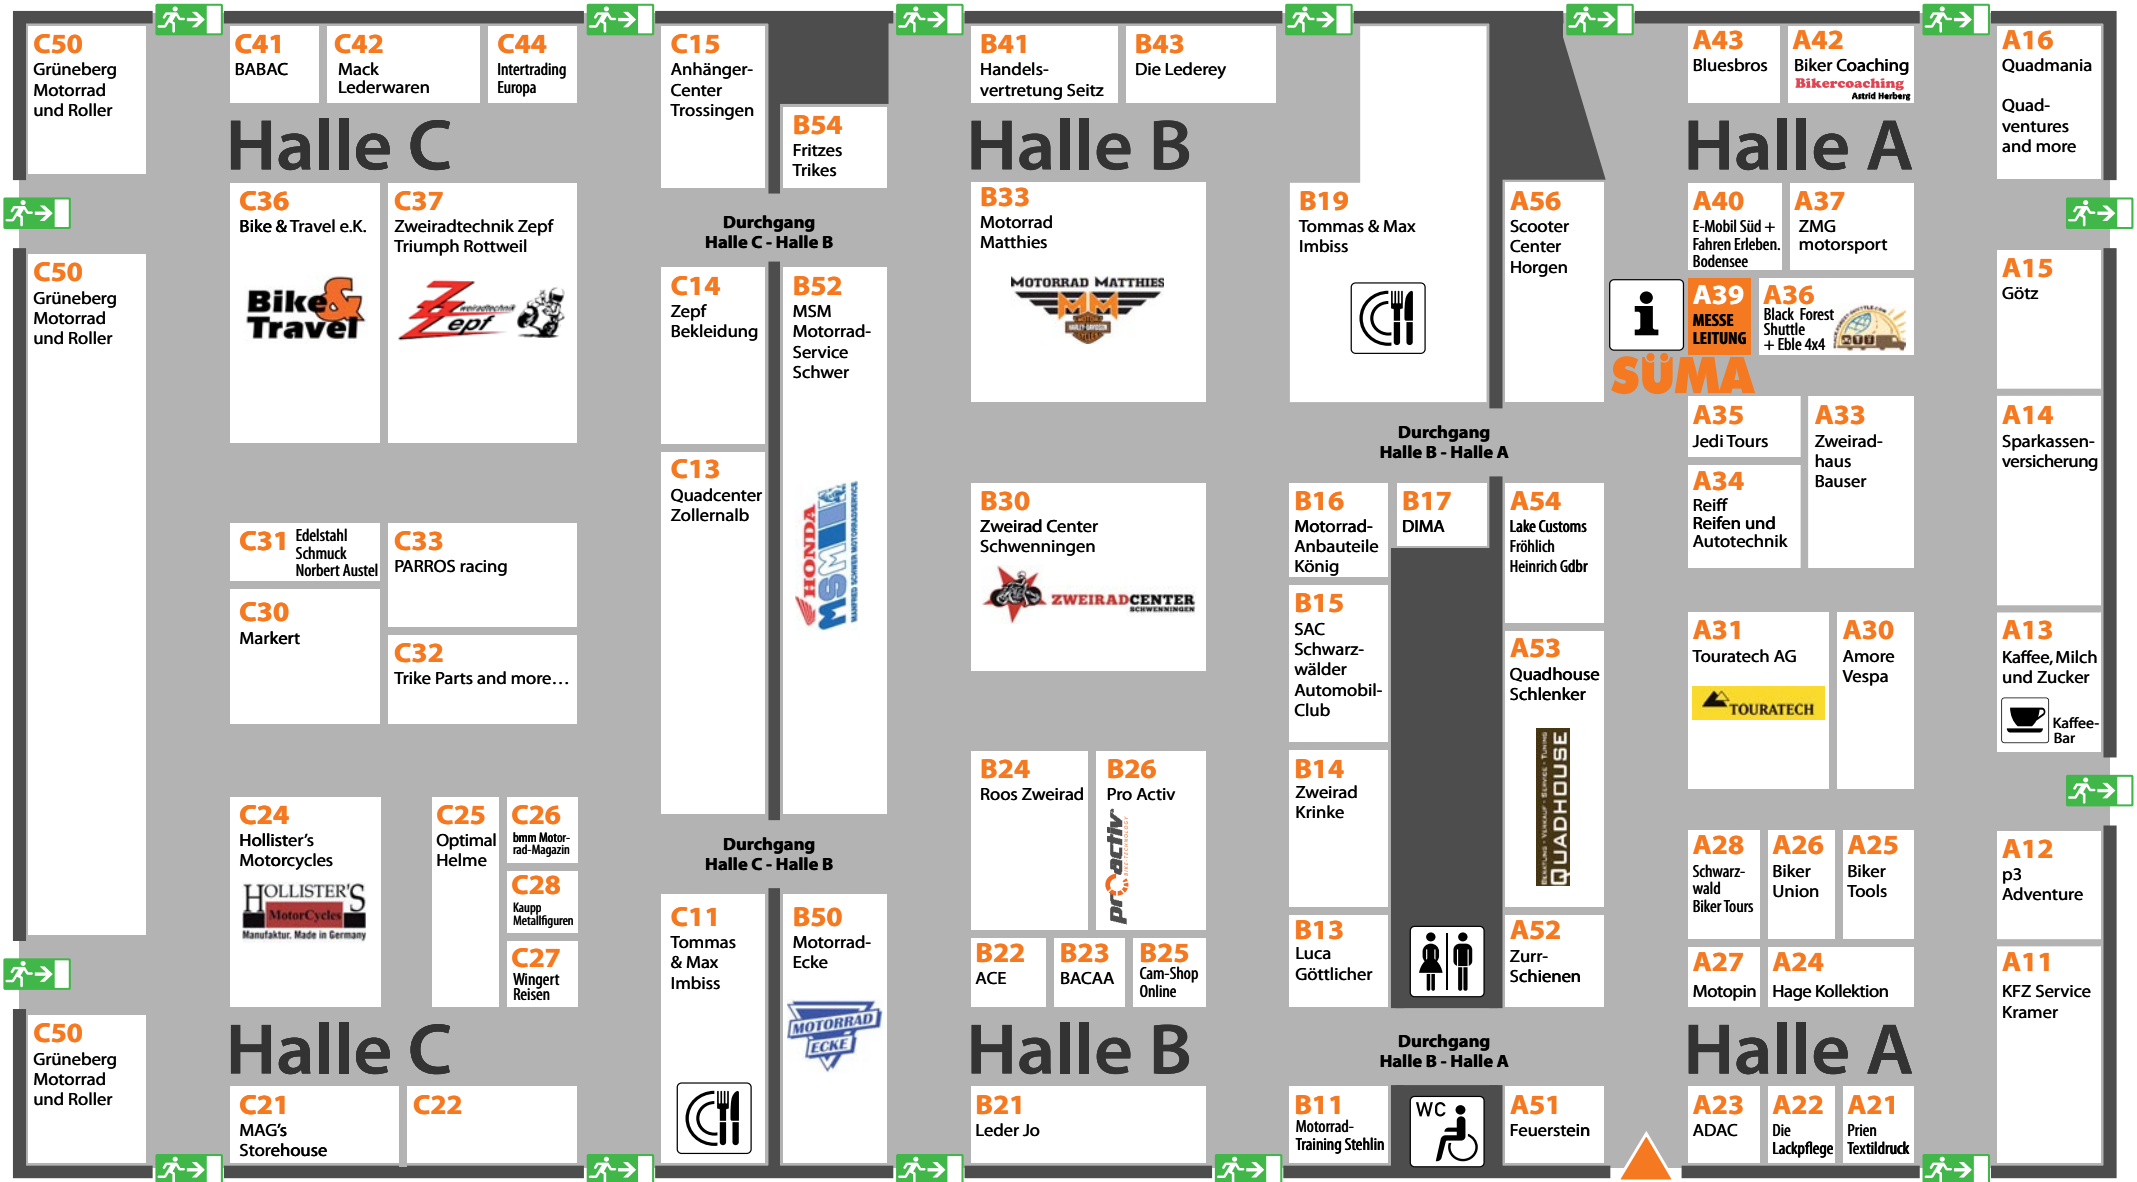 C50
Grüneberg
Motorrad
und Roller
C41
BABAC
C42
Mack
Lederwaren
C44
Intertrading
Europa
C15
Anhänger-
Center
Trossingen
B54
Fritzes
Trikes
B41
Handels-
vertretung Seitz
B43
Die Lederey
A43
Bluesbros
A42
Biker Coaching
Bikercoaching
Astrid Herberg
A16
Quadmania
Quad-
ventures
and more
Halle C
Halle B
Halle A
C36
Bike & Travel e.K.
Bike&
Travel
C37
Zweiradtechnik Zepf
Triumph Rottweil
Zweiradtechnik
Zepf
Durchgang
Halle C - Halle B
B33
Motorrad
Matthies
MOTORRAD MATTHIES
HARLEY-DAVIDSON
B19
Tommas & Max
Imbiss
A56
Scooter
Center
Horgen
A40
E-Mobil Süd +
Fahren Erleben.
Bodensee
A37
ZMG
motorsport
C50
Grüneberg
Motorrad
und Roller
C14
Zepf
Bekleidung
B52
MSM
Motorrad-
Service
Schwer
HONDA
MSM
MANFRED SCHWER MOTORRADSERVICE
i
A39
MESSE
LEITUNG
SÜMA
A36
Black Forest
Shuttle
+ Eble 4x4
A15
Götz
Durchgang
Halle B - Halle A
A35
Jedi Tours
A33
Zweirad-
haus
Bauser
A34
Reiff
Reifen und
Autotechnik
A14
Sparkassen-
versicherung
C13
Quadcenter
Zollernalb
C31
Edelstahl
Schmuck
Norbert Austel
C33
PARROS racing
C30
Markert
C32
Trike Parts and more…
B30
Zweirad Center
Schwenningen
ZWEIRADCENTER
SCHWENNINGEN
B16
Motorrad-
Anbauteile
König
B17
DIMA
A54
Lake Customs
Fröhlich
Heinrich Gdbr
B15
SAC
Schwarz-
wälder
Automobil-
Club
A53
Quadhouse
Schlenker
QUADHOUSE
BERATUNG - VERKAUF - SERVICE - TUNING
A31
Touratech AG
TOURATECH
A30
Amore
Vespa
A13
Kaffee, Milch
und Zucker
Kaffee-
Bar
C24
Hollister's
Motorcycles
HOLLISTER'S
MotorCycles
Manufaktur. Made in Germany
C25
Optimal
Helme
C26
bmm Motor-
rad-Magazin
C28
Kaupp
Metallfiguren
C27
Wingert
Reisen
Durchgang
Halle C - Halle B
B24
Roos Zweirad
B26
Pro Activ
proactiv
B14
Zweirad
Krinke
A28
Schwarz-
wald
Biker Tours
A26
Biker
Union
A25
Biker
Tools
A12
p3
Adventure
C11
Tommas
& Max
Imbiss
B50
Motorrad-
Ecke
MOTORRAD
ECKE
B22
ACE
B23
BACAA
B25
Cam-Shop
Online
B13
Luca
Göttlicher
A52
Zurr-
Schienen
A27
Motopin
A24
Hage Kollektion
A11
KFZ Service
Kramer
C50
Grüneberg
Motorrad
und Roller
Halle C
Halle B
Durchgang
Halle B - Halle A
Halle A
C21
MAG's
Storehouse
C22
B21
Leder Jo
B11
Motorrad-
Training Stehlin
WC
A51
Feuerstein
A23
ADAC
A22
Die
Lackpflege
A21
Prien
Textildruck